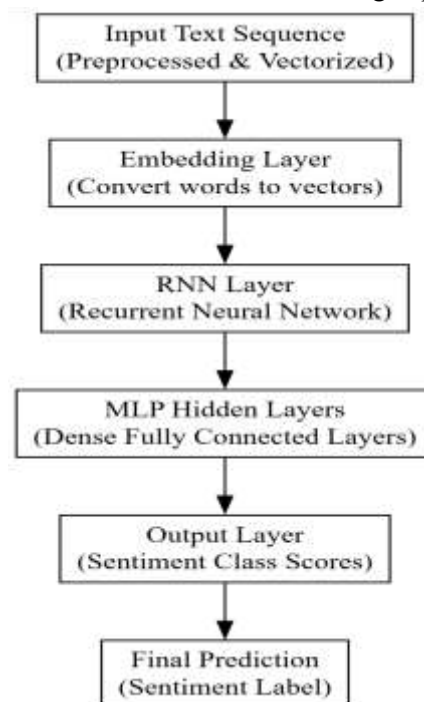 Input Text Sequence
(Preprocessed & Vectorized)
Embedding Layer
(Convert words to vectors)
RNN Layer
(Recurrent Neural Network)
MLP Hidden Layers
(Dense Fully Connected Layers)
Output Layer
(Sentiment Class Scores)
Final Prediction
(Sentiment Label)